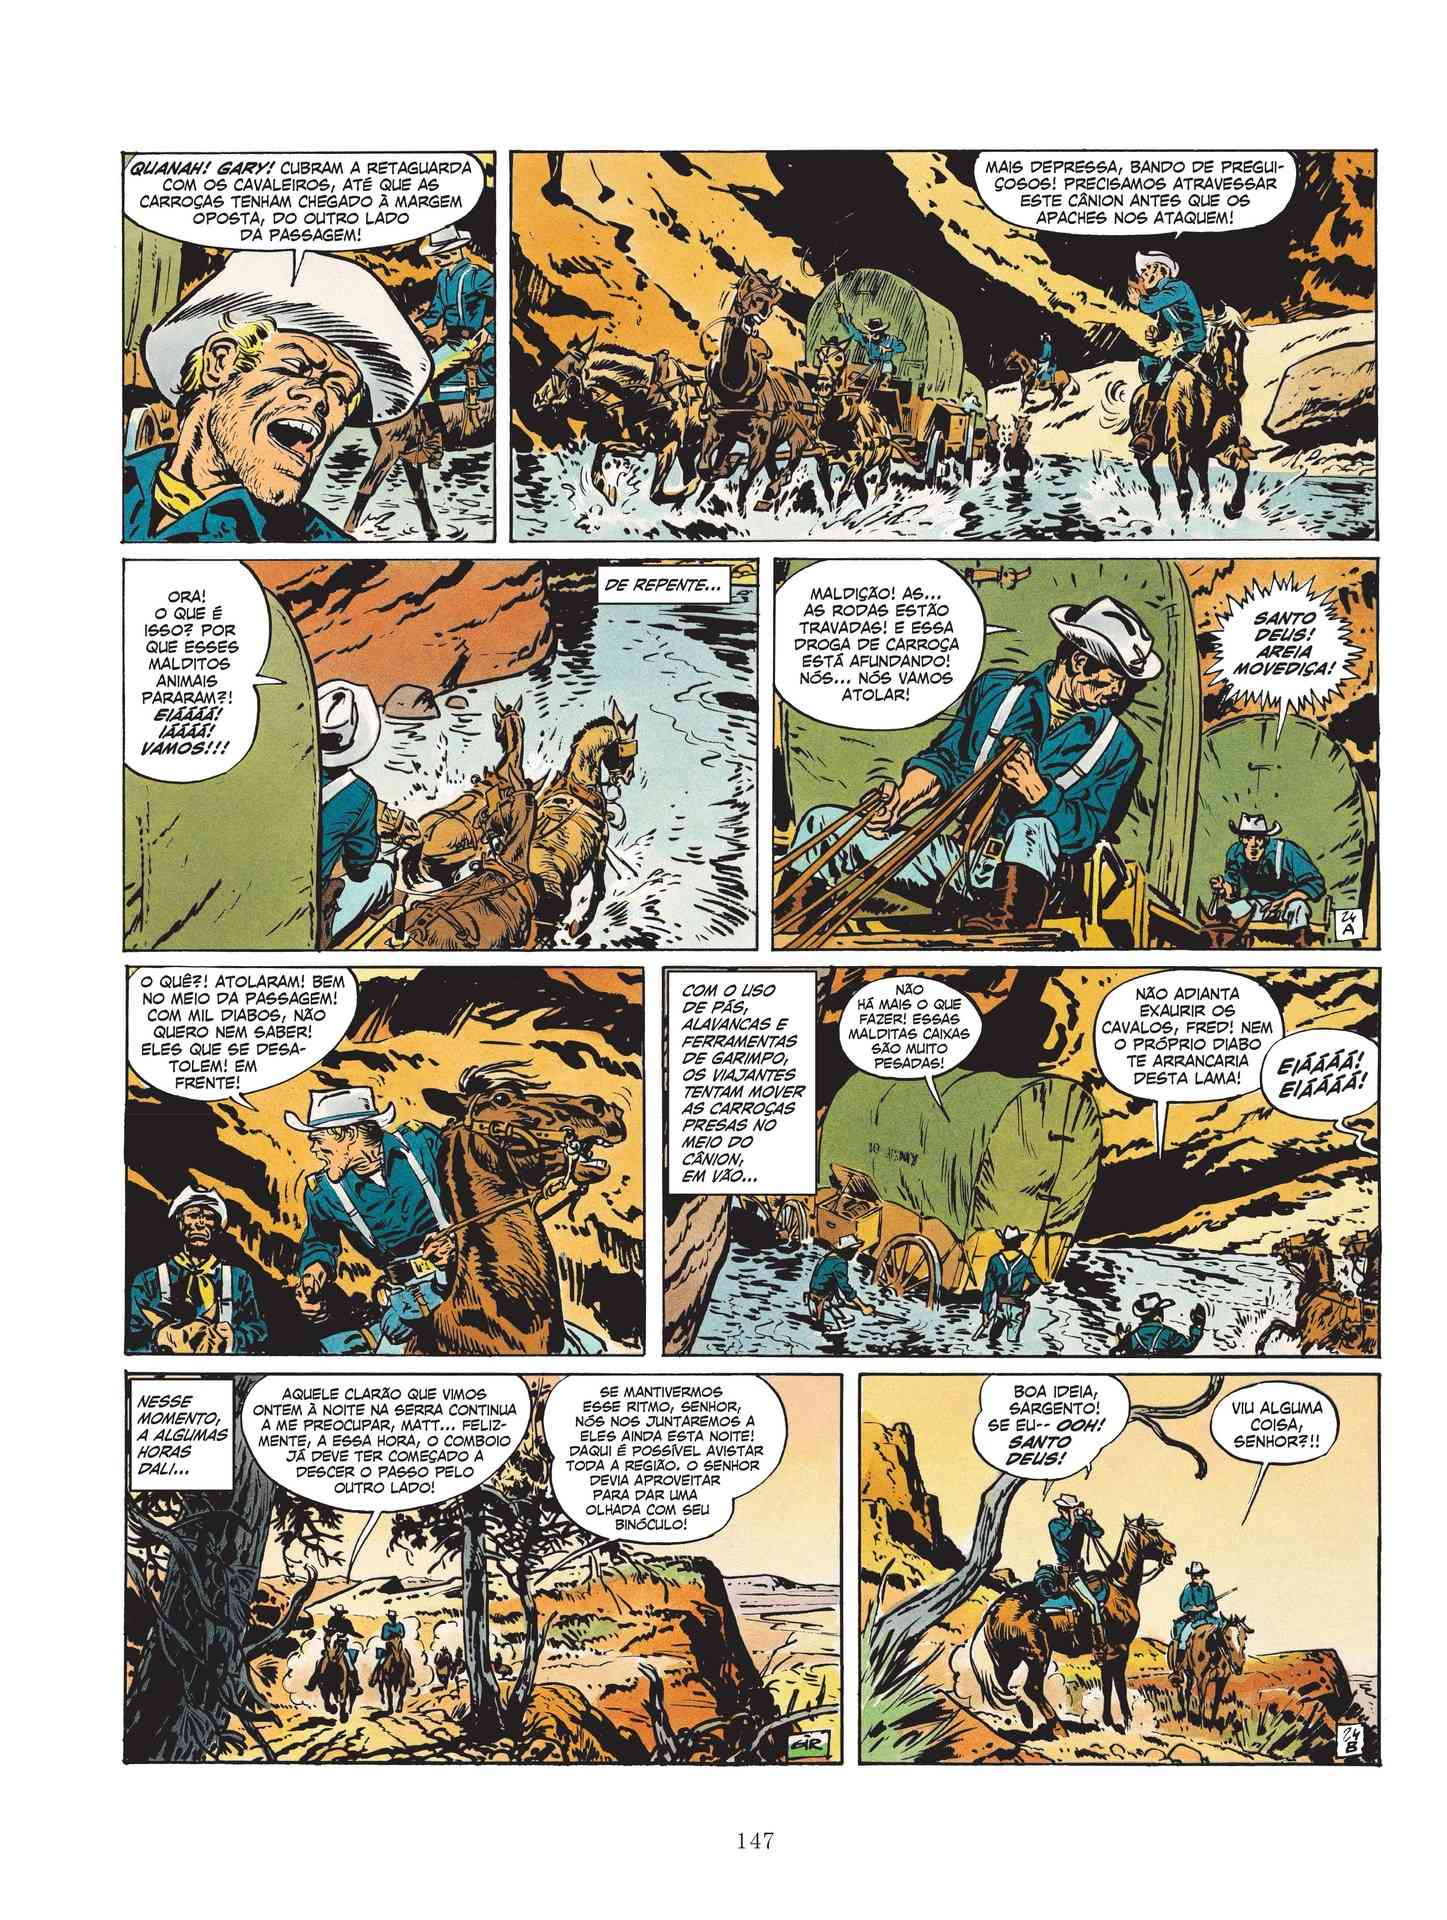 QUANAH! GARY! CUBRAM A RETAGUARDA
COM OS CAVALEIROS, ATÉ QUE AS
CARROÇAS TENHAM CHEGADO À MARGEM
OPOSTA, DO OUTRO LADO
DA PASSAGEM!
MAIS DEPRESSA, BANDO DE PREGUI-
ÇOSOS! PRECISAMOS ATRAVESSAR
ESTE CÂNION ANTES QUE OS
APACHES NOS ATAQUEM!
ORA!
O QUE É
ISSO? POR
QUE ESSES
MALDITOS
ANIMAIS
PARARAM?!
EIÁÁÁÁ!
IÁÁÁÁ!
VAMOS!!!
DE REPENTE...
MALDIÇÃO! AS...
AS RODAS ESTÃO
TRAVADAS! E ESSA
DROGA DE CARROÇA
ESTÁ AFUNDANDO!
NÓS... NÓS VAMOS
ATOLAR!
SANTO
DEUS!
AREIA
MOVEDIÇA!
24
A
O QUÊ?! ATOLARAM! BEM
NO MEIO DA PASSAGEM!
COM MIL DIABOS, NÃO
QUERO NEM SABER!
ELES QUE SE DESA-
TOLEM! EM
FRENTE!
COM O USO
DE PÁS,
ALAVANCAS E
FERRAMENTAS
DE GARIMPO,
OS VIAJANTES
TENTAM MOVER
AS CARROÇAS
PRESAS NO
MEIO DO
CÂNION,
EM VÃO...
NÃO
HÁ MAIS O QUE
FAZER! ESSAS
MALDITAS CAIXAS
SÃO MUITO
PESADAS!
NÃO ADIANTA
EXAURIR OS
CAVALOS, FRED! NEM
O PRÓPRIO DIABO
TE ARRANCARIA
DESTA LAMA!
EIÁÁÁÁ!
EIÁÁÁÁ!
NESSE
MOMENTO,
A ALGUMAS
HORAS
DALI...
AQUELE CLARÃO QUE VIMOS
ONTEM À NOITE NA SERRA CONTINUA
A ME PREOCUPAR, MATT... FELIZ-
MENTE, A ESSA HORA, O COMBOIO
JÁ DEVE TER COMEÇADO A
DESCER O PASSO PELO
OUTRO LADO!
SE MANTIVERMOS
ESSE RITMO, SENHOR,
NÓS NOS JUNTAREMOS A
ELES AINDA ESTA NOITE!
DAQUI É POSSÍVEL AVISTAR
TODA A REGIÃO. O SENHOR
DEVIA APROVEITAR
PARA DAR UMA
OLHADA COM SEU
BINÓCULO!
GIR
BOA IDEIA,
SARGENTO!
SE EU-- OOH!
SANTO
DEUS!
VIU ALGUMA
COISA,
SENHOR?!!
24
B
147